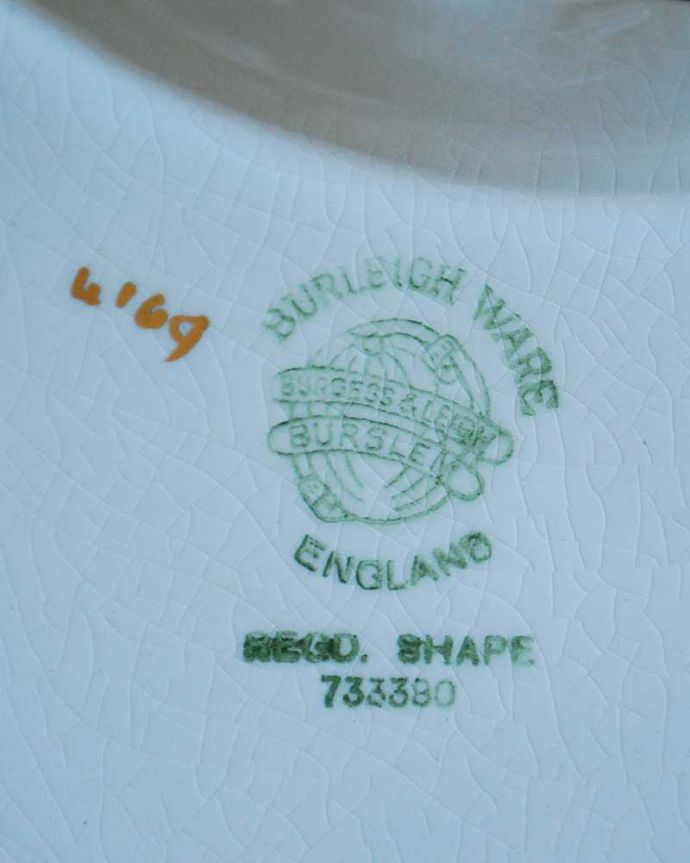 4169
BURLEIGH WARE
BURGESS & LEIGH
BURSLEM
ENGLAND
REGD. SHAPE
733380